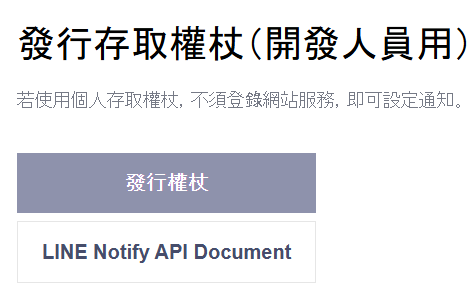 發行存取權杖(開發人員用)
若使用個人存取權杖, 不須登錄網站服務, 即可設定通知。
發行權杖
LINE Notify API Document